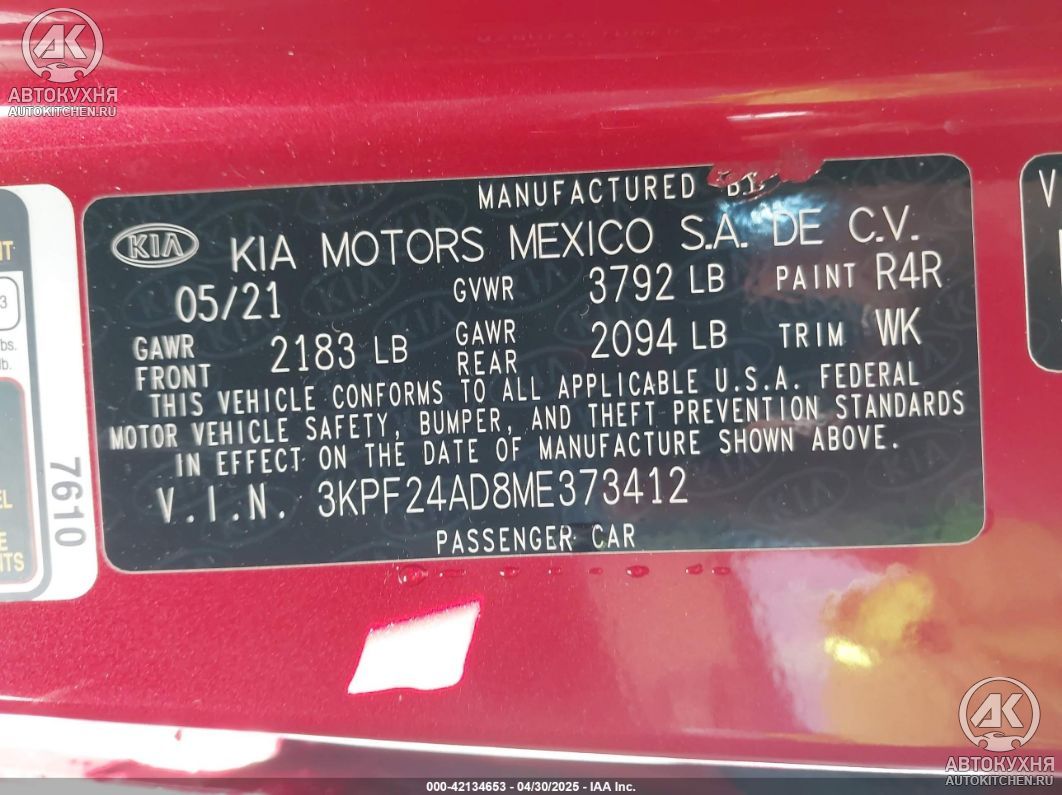 АВТОКУХНЯ
AUTOKITCHEN.RU
MANUFACTURED BY
KIA
KIA MOTORS MEXICO S.A. DE C.V.
05/21 GVWR 3792 LB PAINT R4R
GAWR FRONT 2183 LB GAWR REAR 2094 LB TRIM WK
THIS VEHICLE CONFORMS TO ALL APPLICABLE U.S.A. FEDERAL
MOTOR VEHICLE SAFETY, BUMPER, AND THEFT PREVENTION STANDARDS
IN EFFECT ON THE DATE OF MANUFACTURE SHOWN ABOVE.
V.I.N. 3KPF24AD8ME373412
PASSENGER CAR
3
lb.
7610
V
АВТОКУХНЯ
AUTOKITCHEN.RU
000-42134653 - 04/30/2025 - IAA Inc.